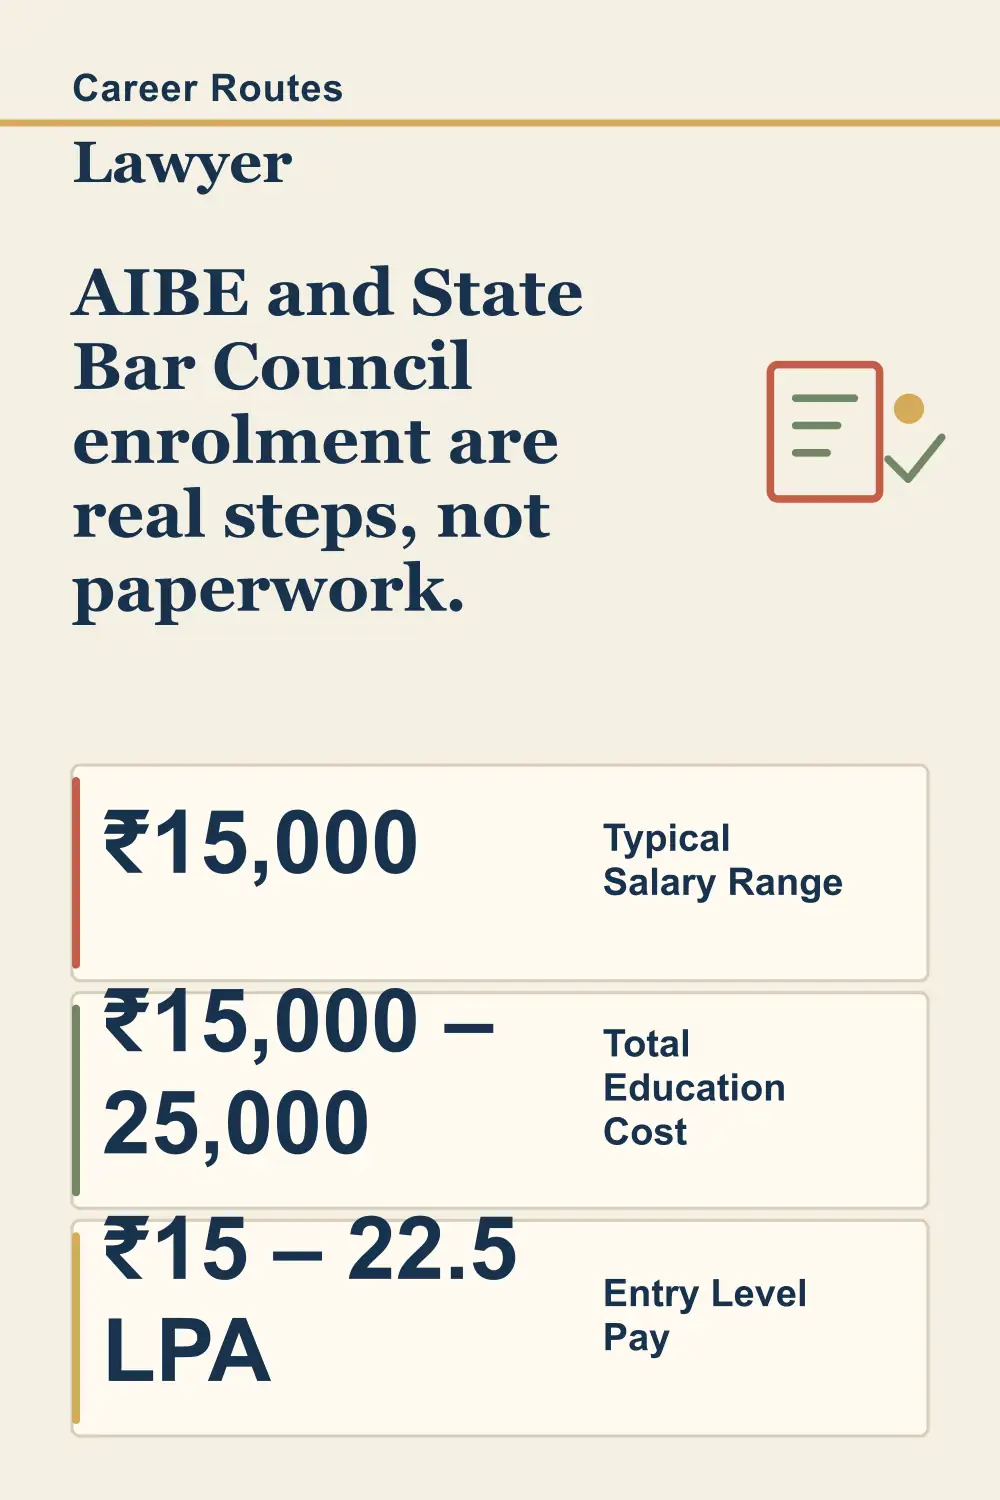 Career Routes
Lawyer
AIBE and State
Bar Council
enrolment are
real steps, not
paperwork.
₹15,000
Typical
Salary Range
₹15,000 –
25,000
Total
Education
Cost
₹15 – 22.5
LPA
Entry Level
Pay